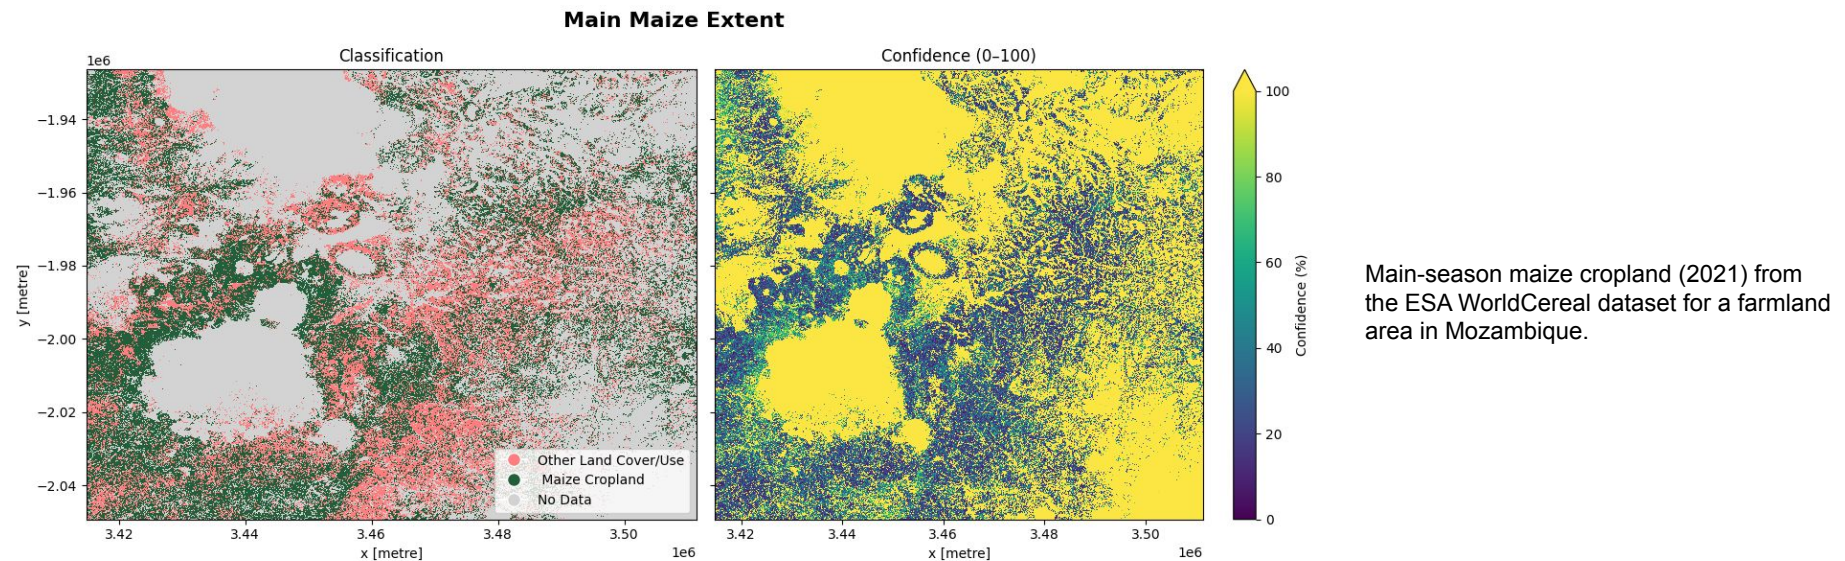 Main Maize Extent
Classification
Confidence (0–100)
1e6
−1.94
−1.96
−1.98
−2.00
−2.02
−2.04
y [metre]
Other Land Cover/Use
Maize Cropland
No Data
3.42
3.44
3.46
3.48
3.50
x [metre]
1e6
3.42
3.44
3.46
3.48
3.50
x [metre]
1e6
100
80
60
40
20
0
Confidence (%)
Main-season maize cropland (2021) from
the ESA WorldCereal dataset for a farmland
area in Mozambique.